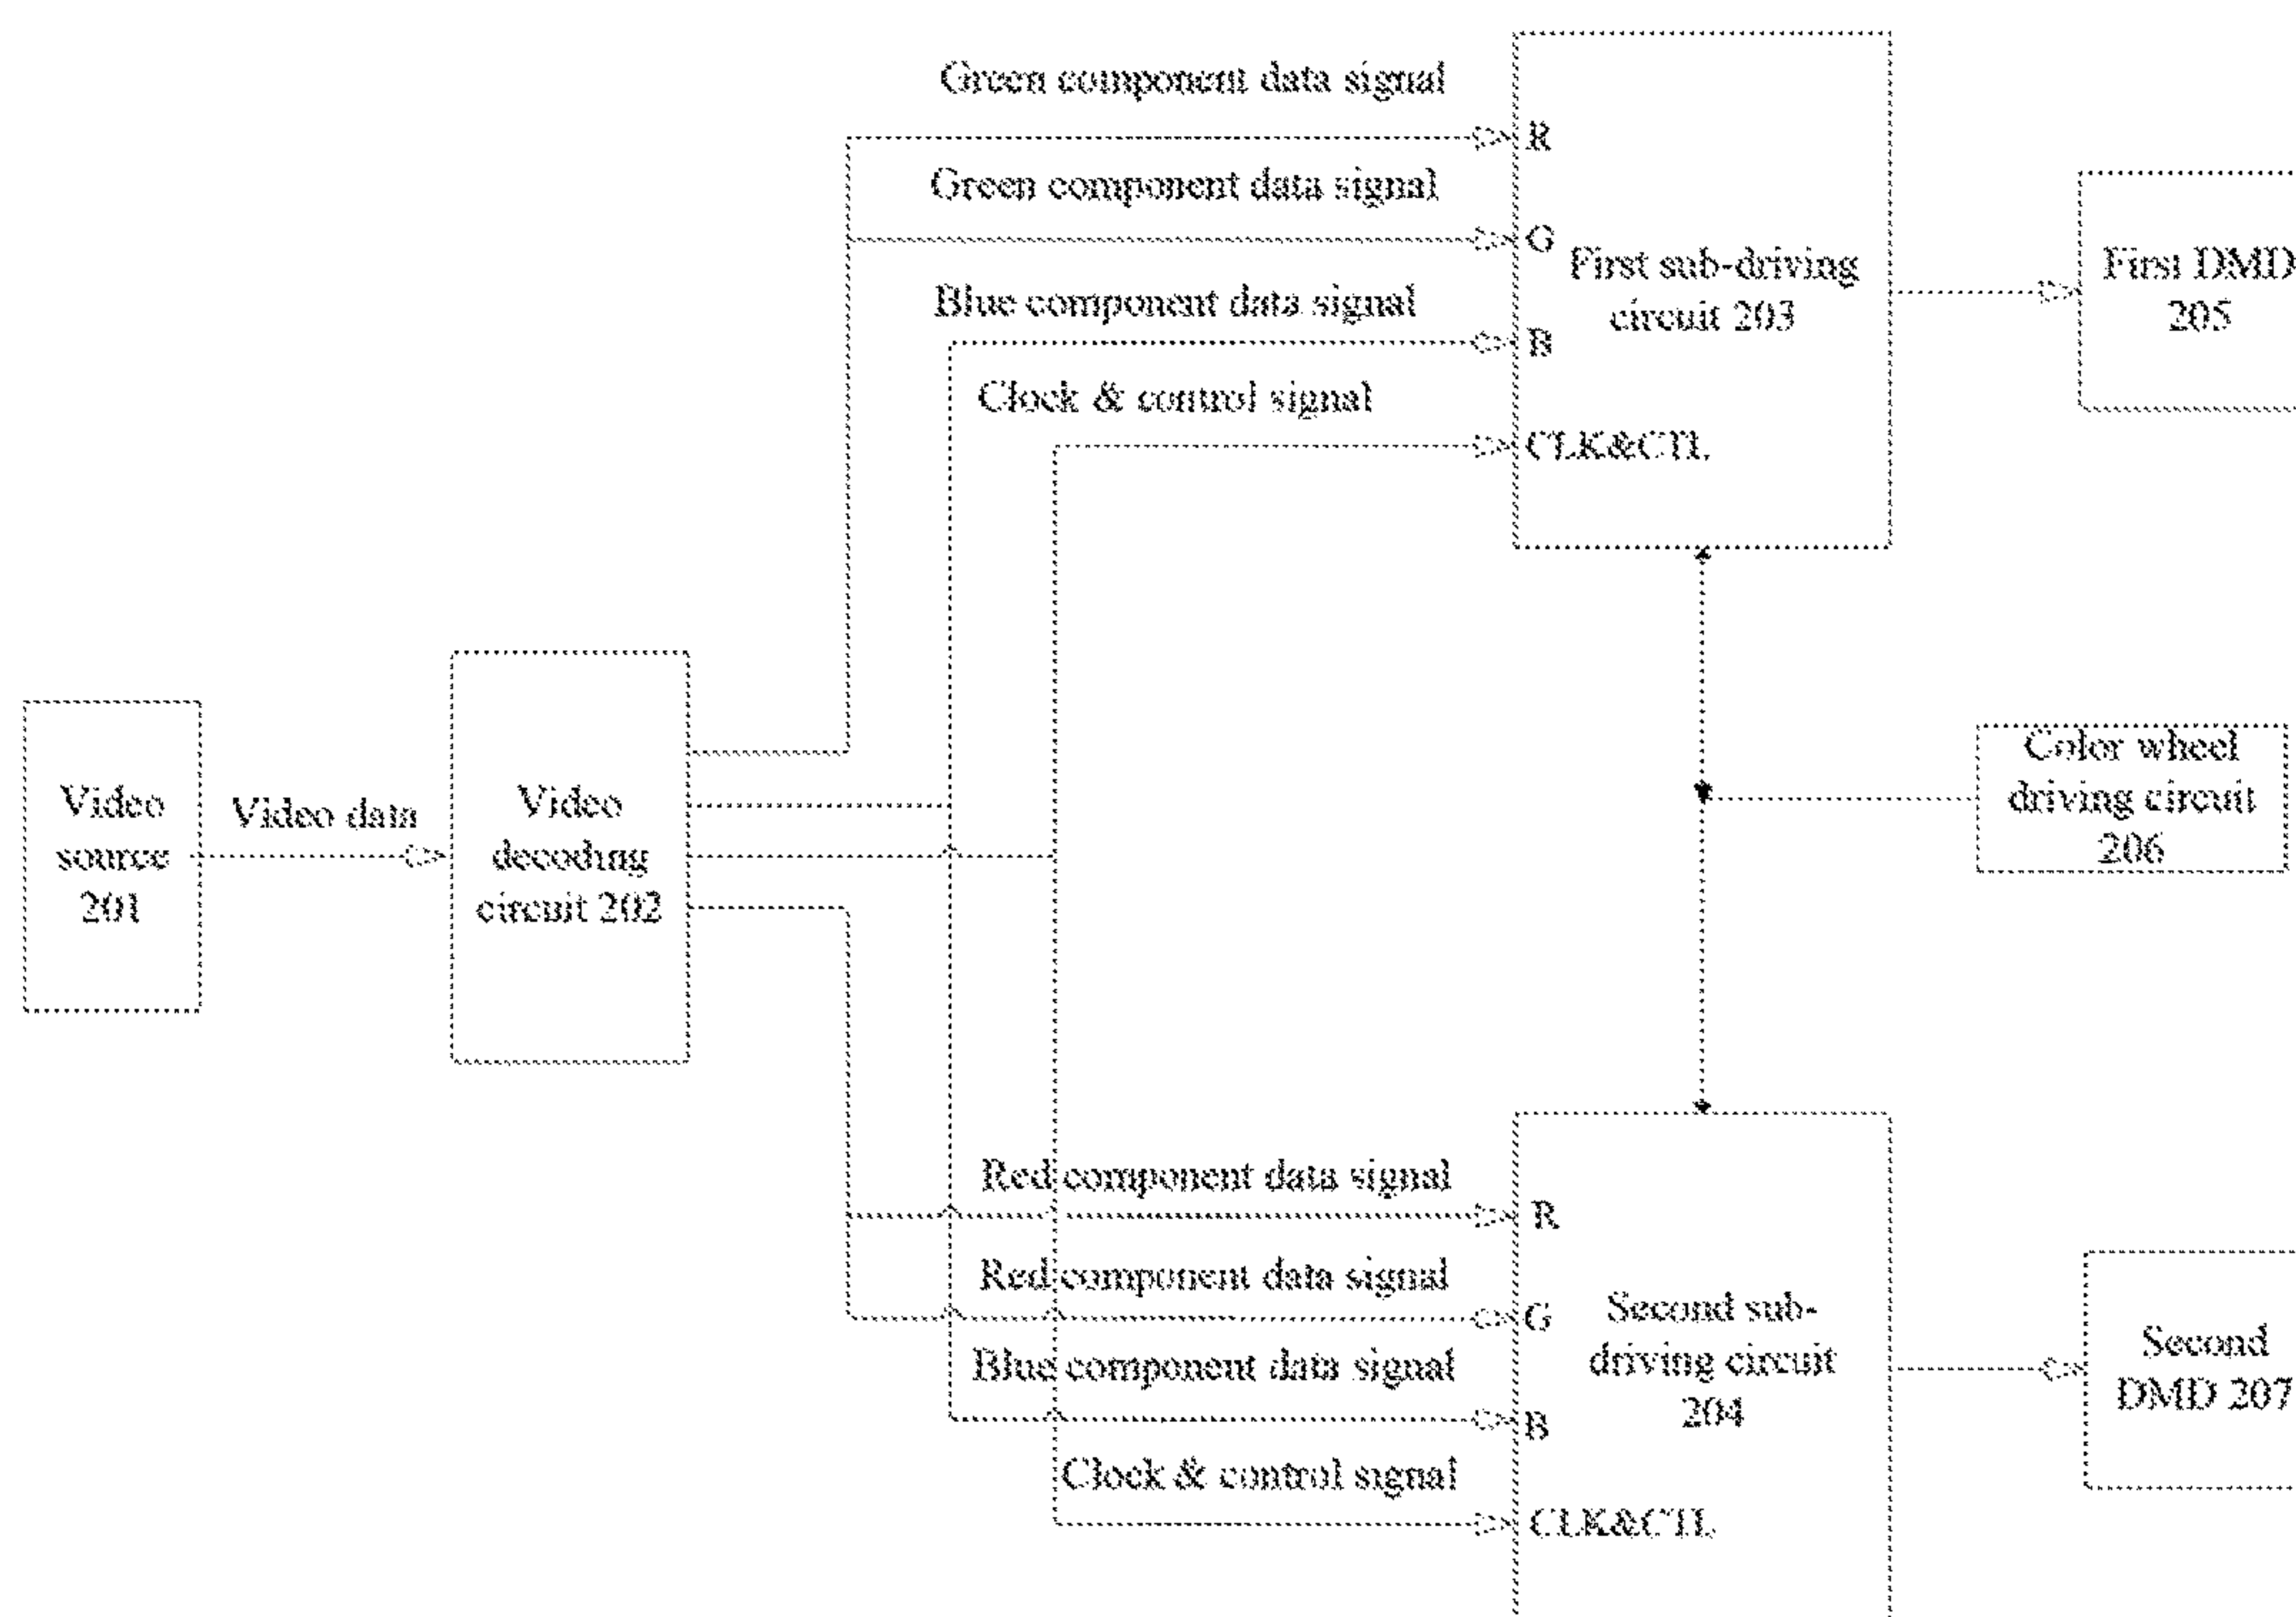 Green component data signal
R
Green component data signal
G
First sub-driving
circuit 203
First DMD
205
Blue component data signal
B
Clock & control signal
CLK&CTL
Video
source
201
Video data
Video
decoding
circuit 202
Color wheel
driving circuit
206
Red component data signal
R
Red component data signal
G
Second sub-
driving circuit
204
Second
DMD 207
Blue component data signal
B
Clock & control signal
CLK&CTL